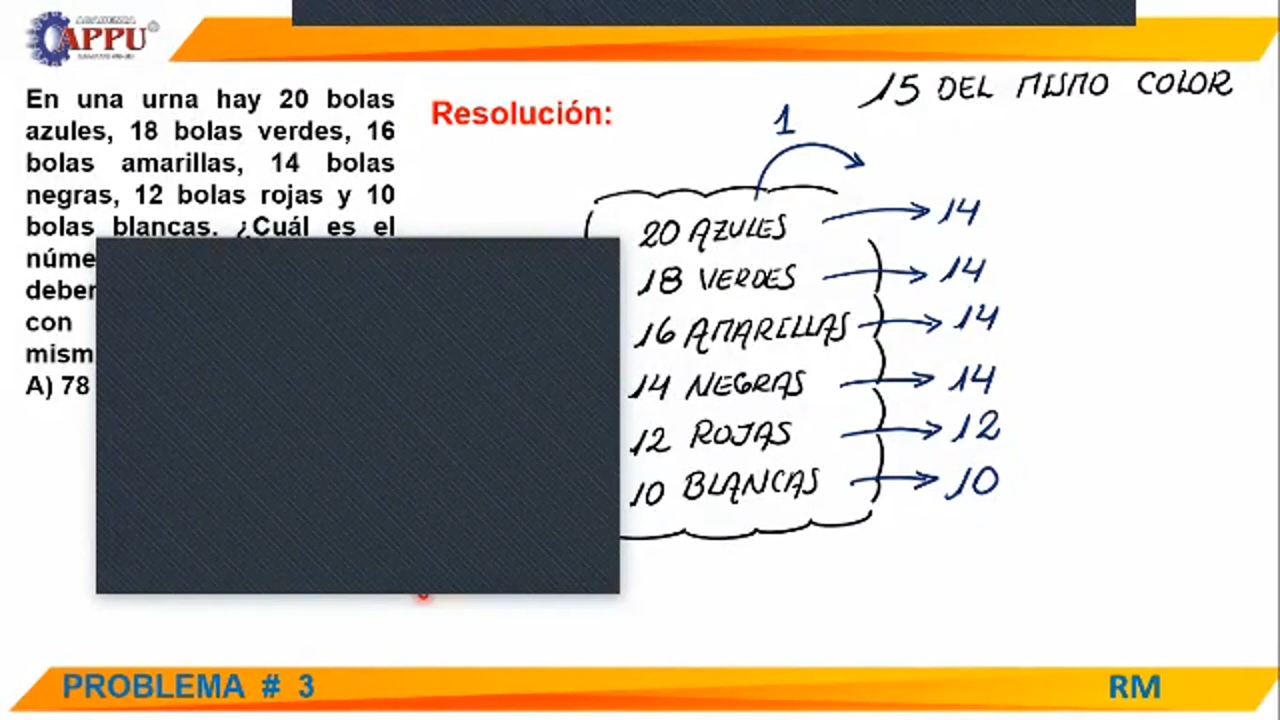 ACADEMIA
APPU
En una urna hay 20 bolas
azules, 18 bolas verdes, 16
bolas amarillas, 14 bolas
negras, 12 bolas rojas y 10
bolas blancas. ¿Cuál es el
con
A) 78
Resolución:
15 DEL MISMO COLOR
1
20 AZULES 14
18 VERDES 14
16 AMARILLAS 14
14 NEGRAS 14
12 ROJAS 12
10 BLANCAS 10
PROBLEMA # 3
RM